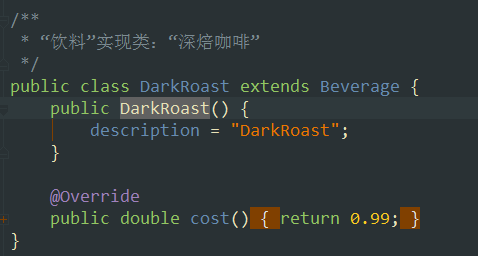 /**
* “饮料”实现类：“深焙咖啡”
*/
public class DarkRoast extends Beverage {
public DarkRoast() {
description = "DarkRoast";
}
@Override
public double cost() { return 0.99; }
}